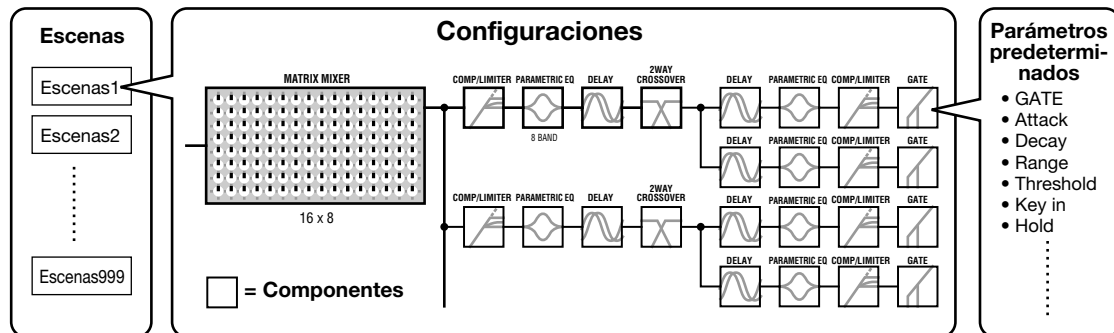 Escenas
Escenas1
Escenas2
Escenas999
Configuraciones
MATRIX MIXER
16 x 8
COMP/LIMITER
PARAMETRIC EQ
8 BAND
DELAY
2WAY
CROSSOVER
DELAY
PARAMETRIC EQ
COMP/LIMITER
GATE
DELAY
PARAMETRIC EQ
COMP/LIMITER
GATE
COMP/LIMITER
PARAMETRIC EQ
DELAY
2WAY
CROSSOVER
DELAY
PARAMETRIC EQ
COMP/LIMITER
GATE
DELAY
PARAMETRIC EQ
COMP/LIMITER
GATE
= Componentes
Parámetros
predetermi-
nados
• GATE
• Attack
• Decay
• Range
• Threshold
• Key in
• Hold